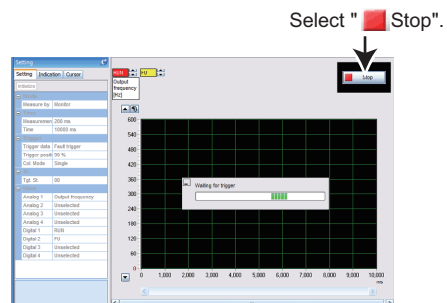 Select " Stop".
Setting
Setting Indication Cursor
Initialize
Measure by Monitor
Measuremen 200 ms
Time 10000 ms
Trigger data Fault trigger
Trigger positi 90 %
Col. Mode Single
Tgt. St. 00
Analog 1 Output frequency
Analog 2 Unselected
Analog 3 Unselected
Analog 4 Unselected
Digital 1 RUN
Digital 2 FU
Digital 3 Unselected
Digital 4 Unselected
RUN FU
Output
frequency
[Hz]
Stop
600
540
480
420
360
300
240
180
120
60
0
Waiting for trigger
0 1,000 2,000 3,000 4,000 5,000 6,000 7,000 8,000 9,000 10,000
ms